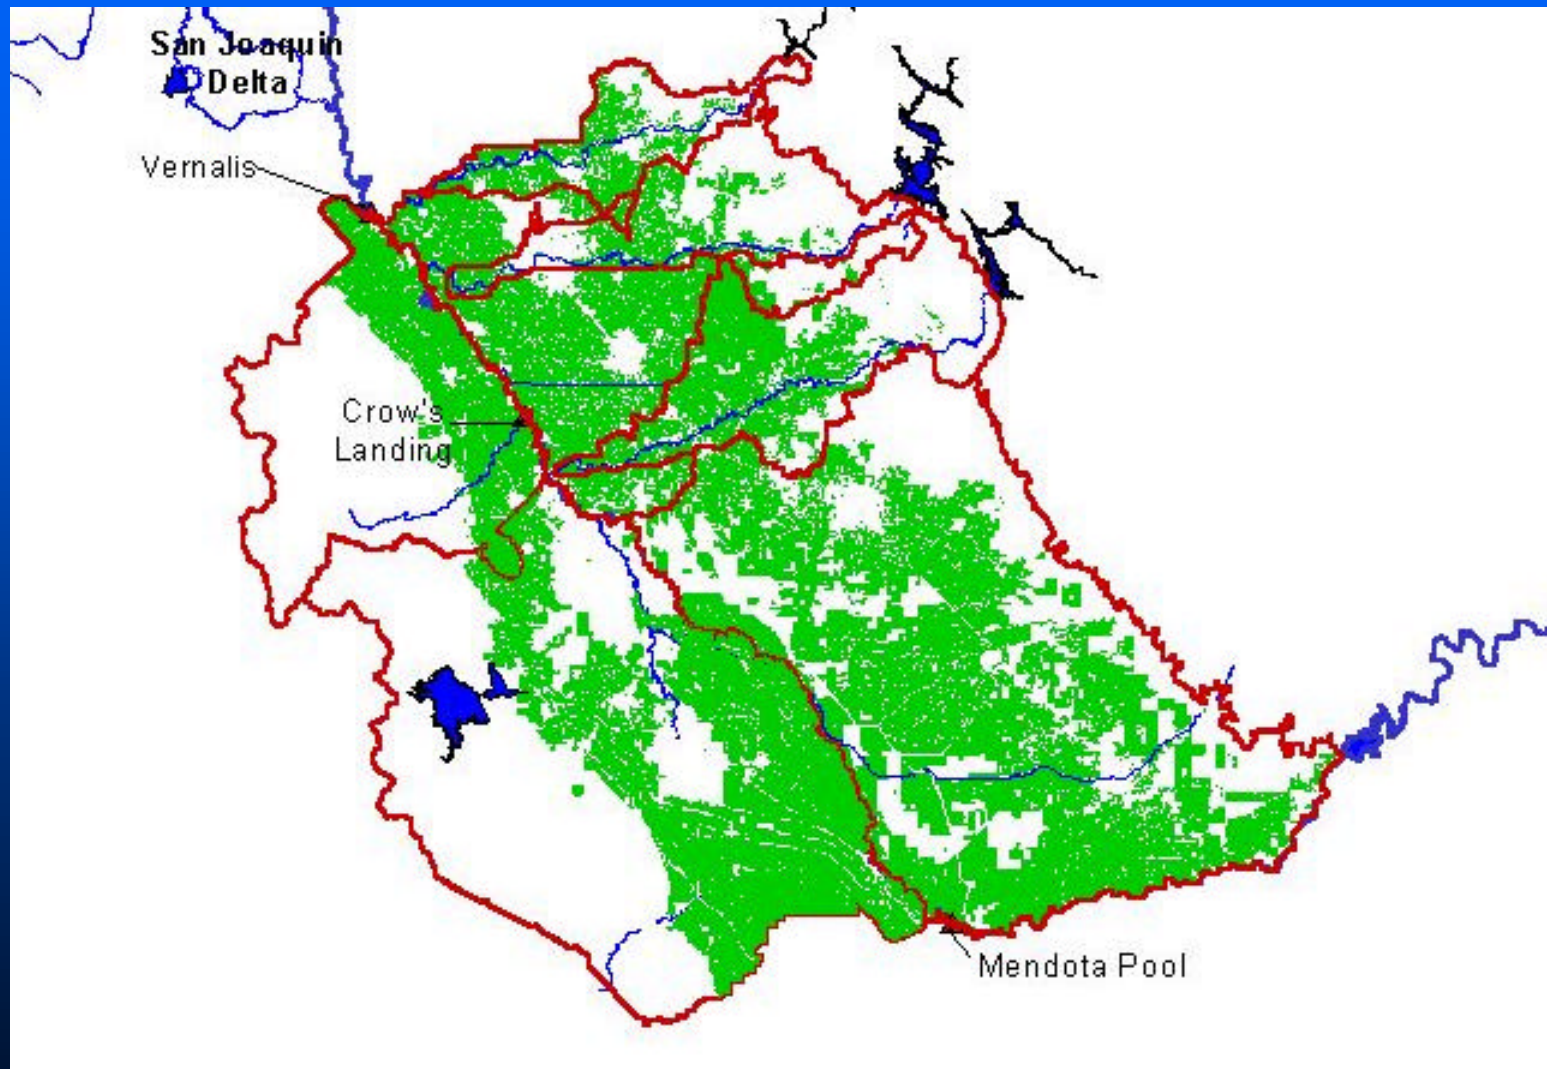 San Joaquin
Delta
Vernalis
Crow's
Landing
Mendota Pool